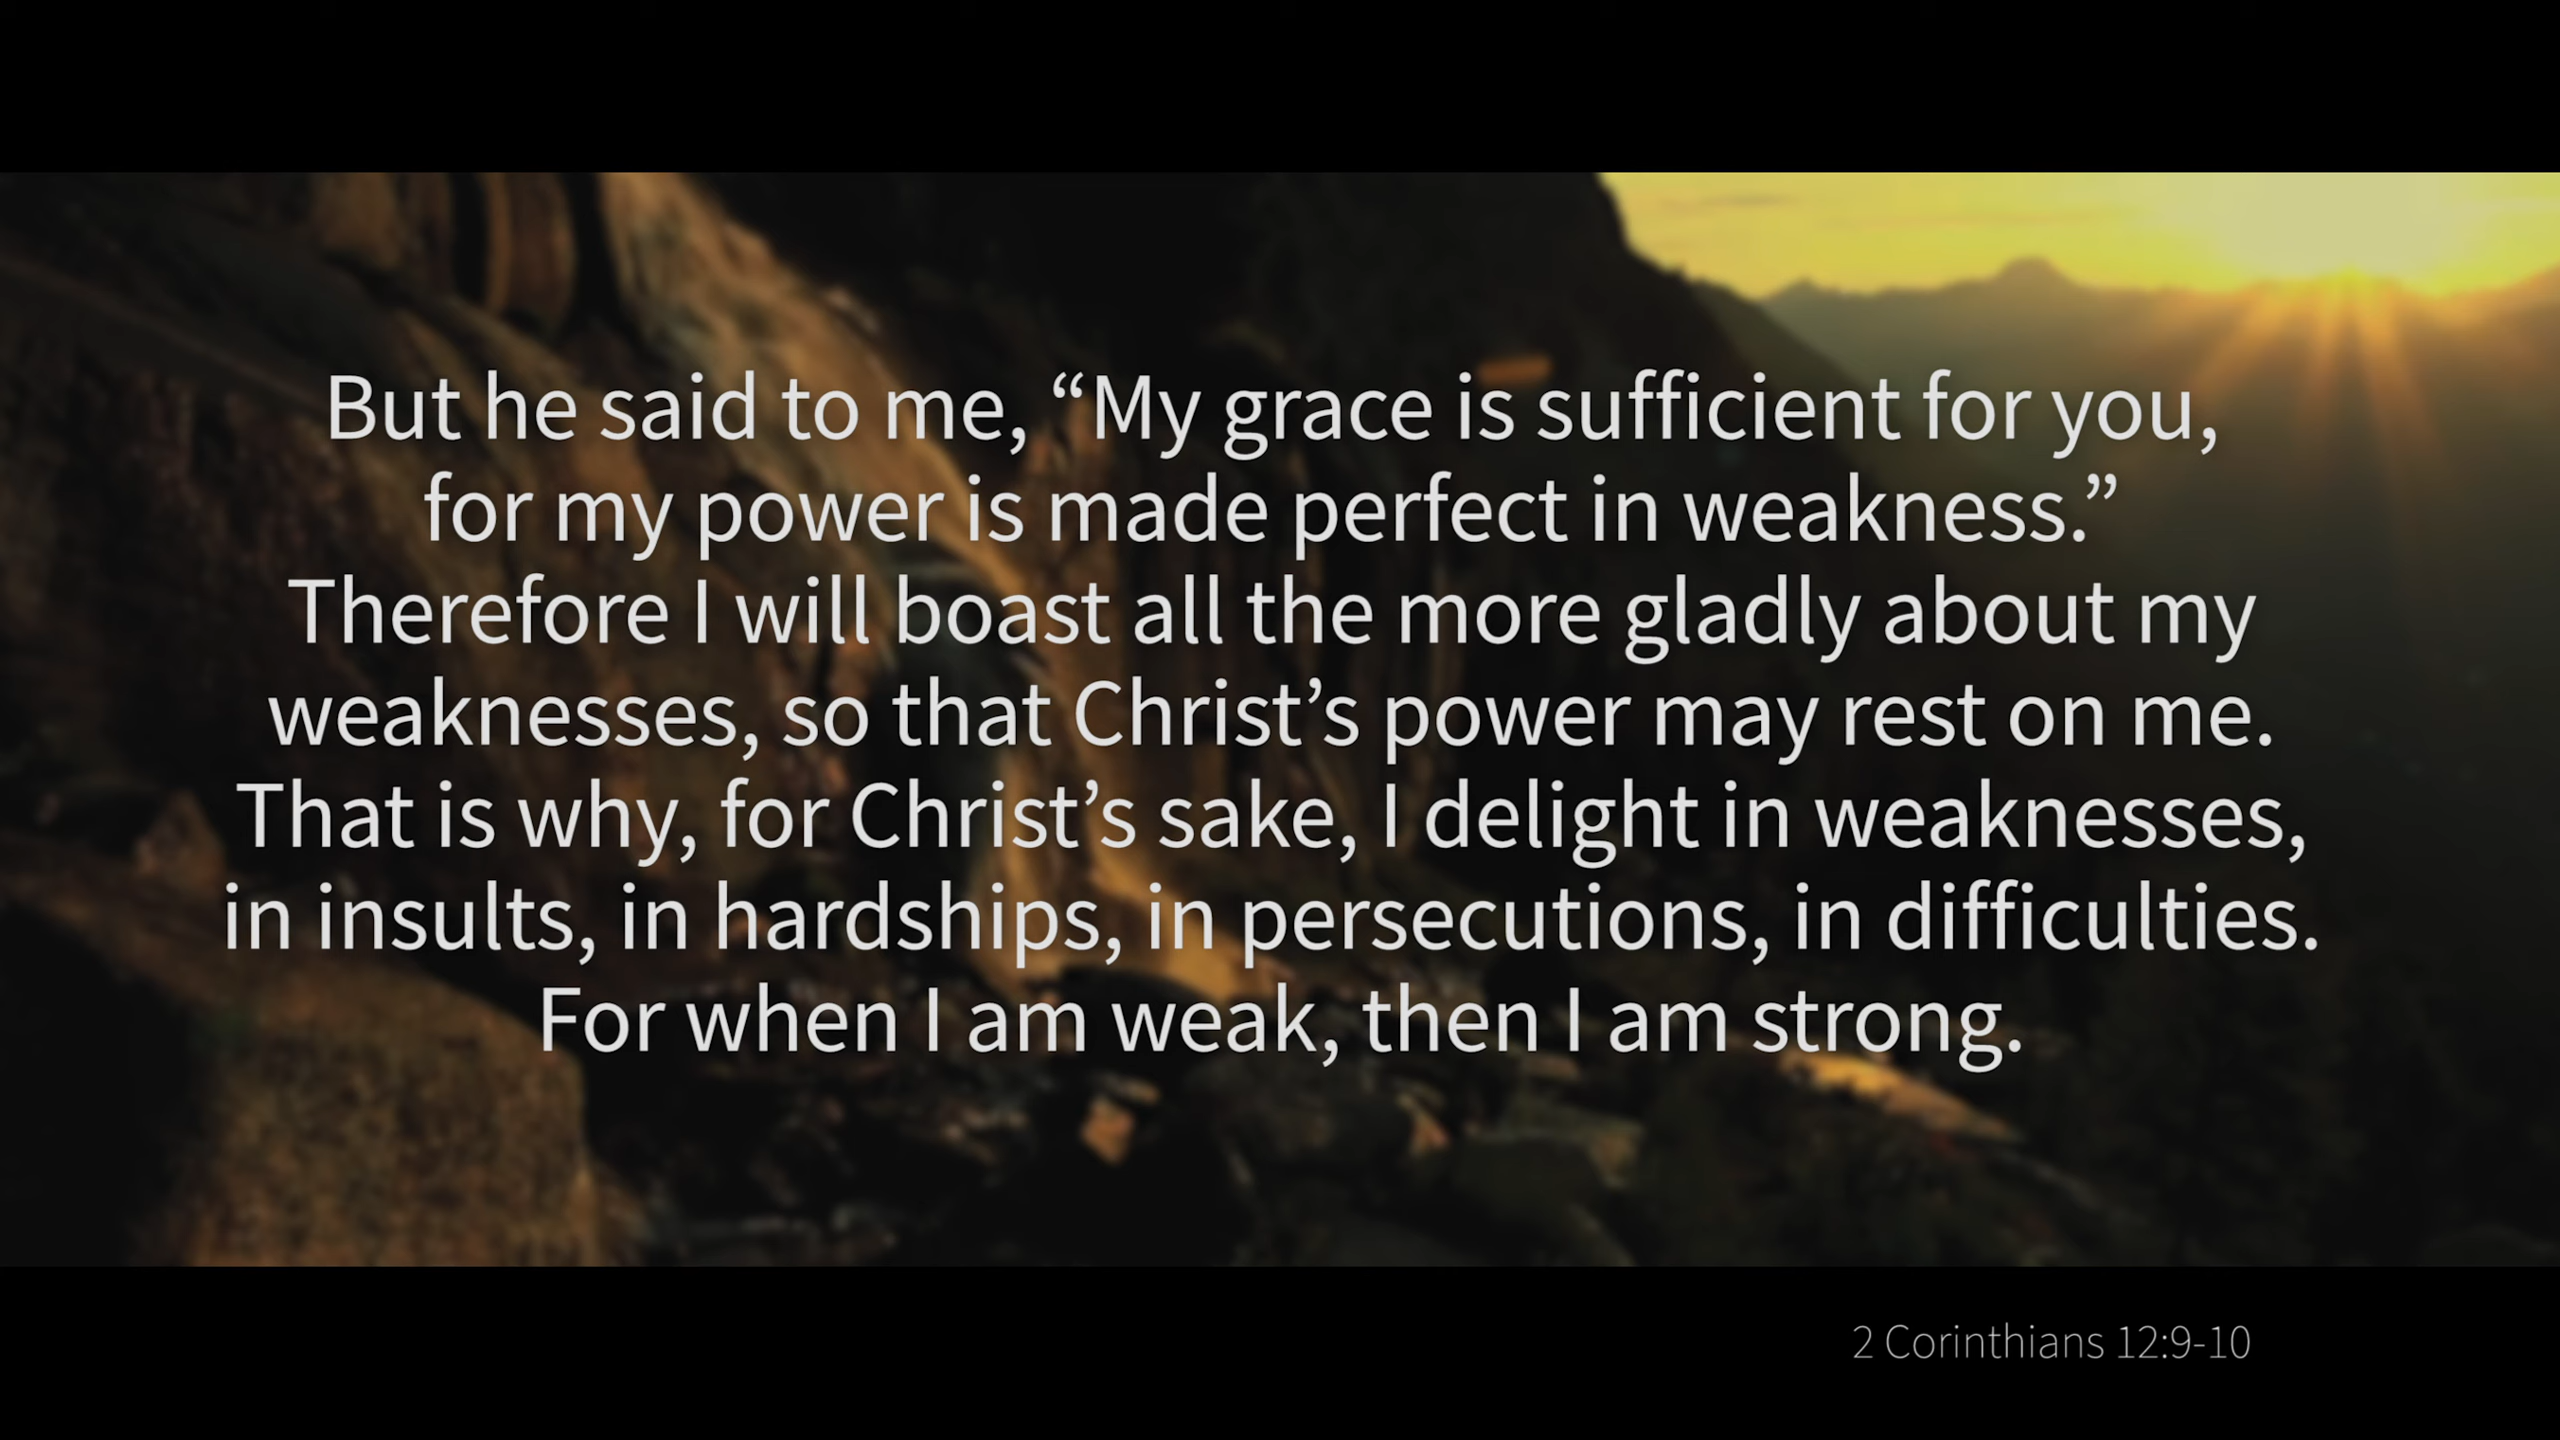 But he said to me, “My grace is sufficient for you,
for my power is made perfect in weakness.”
Therefore I will boast all the more gladly about my
weaknesses, so that Christ’s power may rest on me.
That is why, for Christ’s sake, I delight in weaknesses,
in insults, in hardships, in persecutions, in difficulties.
For when I am weak, then I am strong.
2 Corinthians 12:9-10